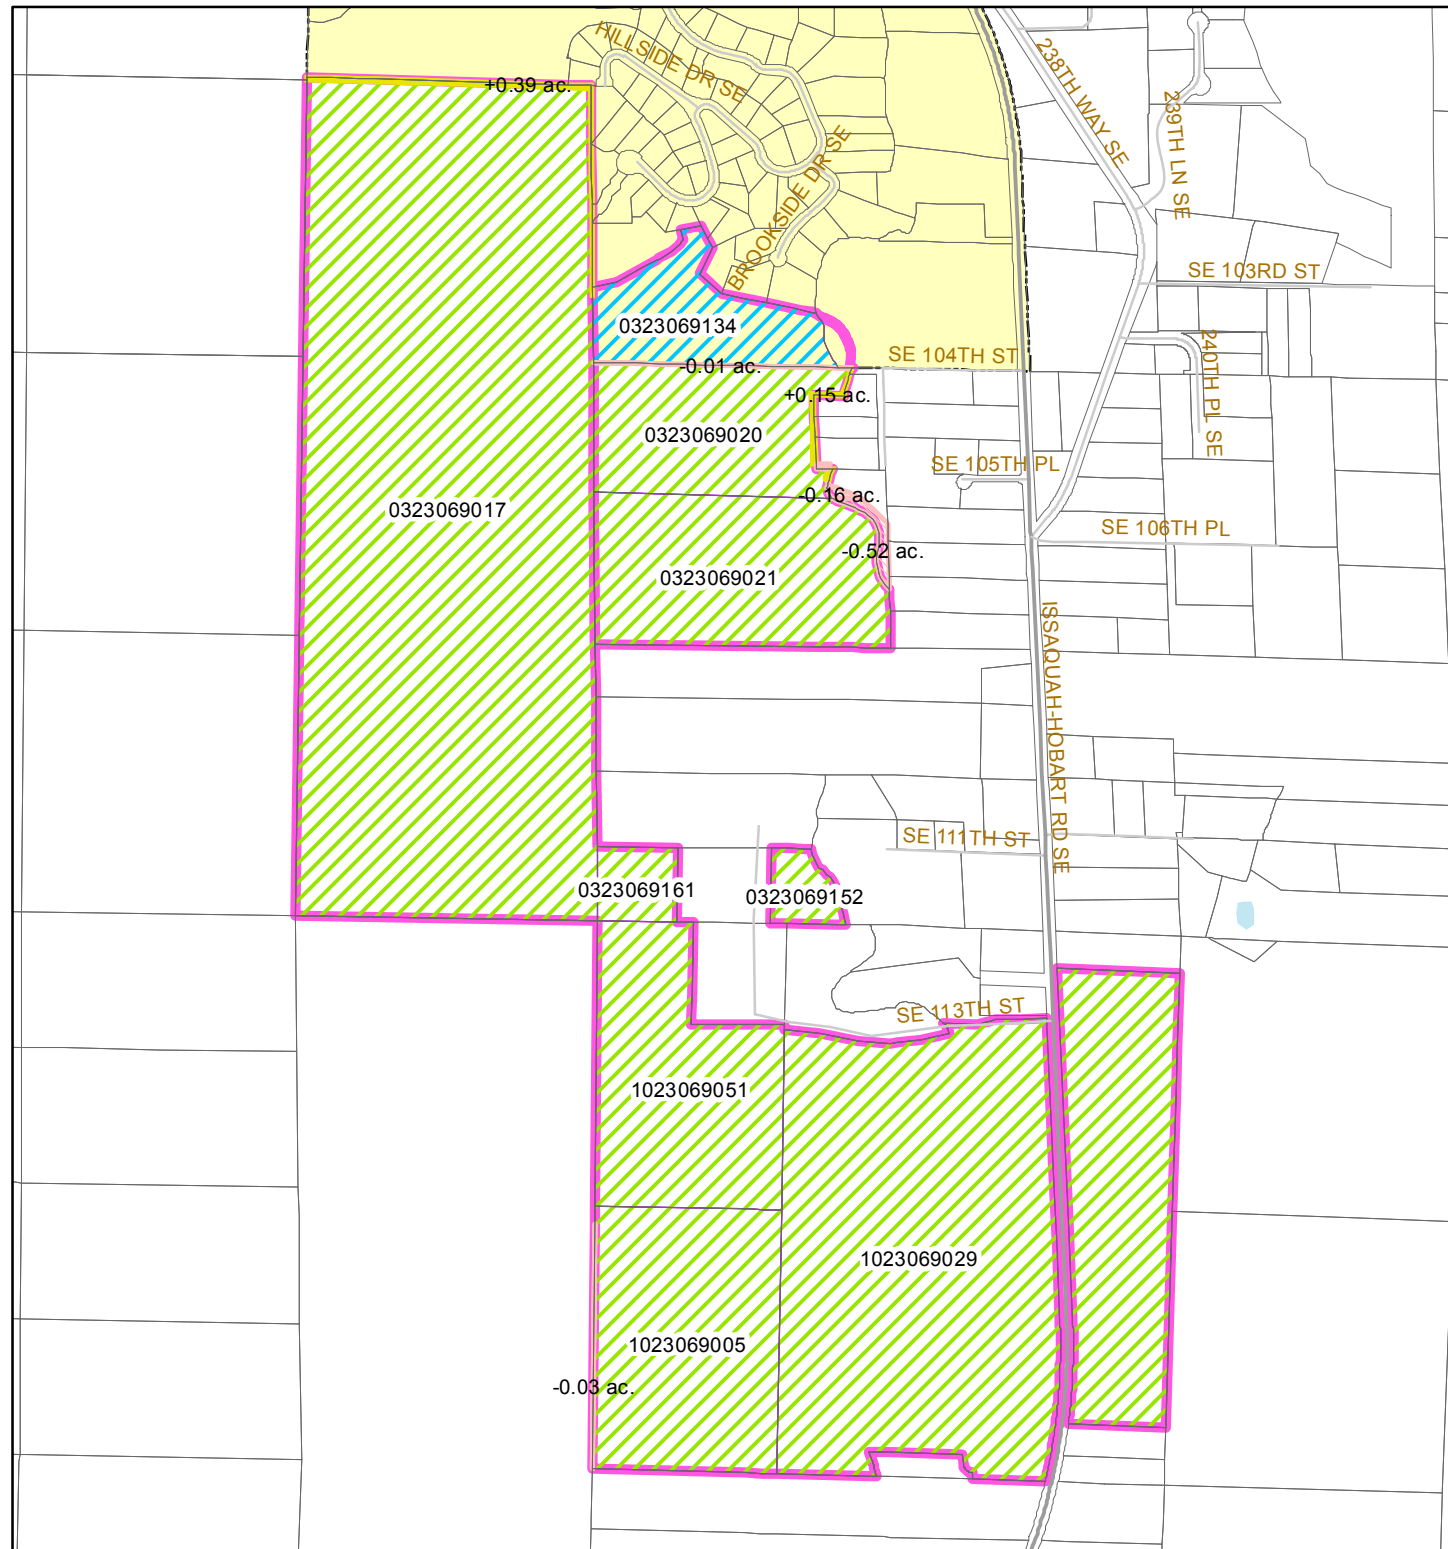 HILLSIDE DR SE
238TH WAY SE
+0.39 ac.
239TH LN SE
BROOKSIDE DR SE
SE 103RD ST
0323069134
SE 104TH ST
240TH PL SE
-0.01 ac.
+0.15 ac.
0323069020
SE 105TH PL
-0.16 ac.
0323069017
SE 106TH PL
-0.52 ac.
0323069021
ISSAQUAH-HOBART RD SE
SE 111TH ST
0323069161
0323069152
SE 113TH ST
1023069051
1023069029
1023069005
-0.03 ac.